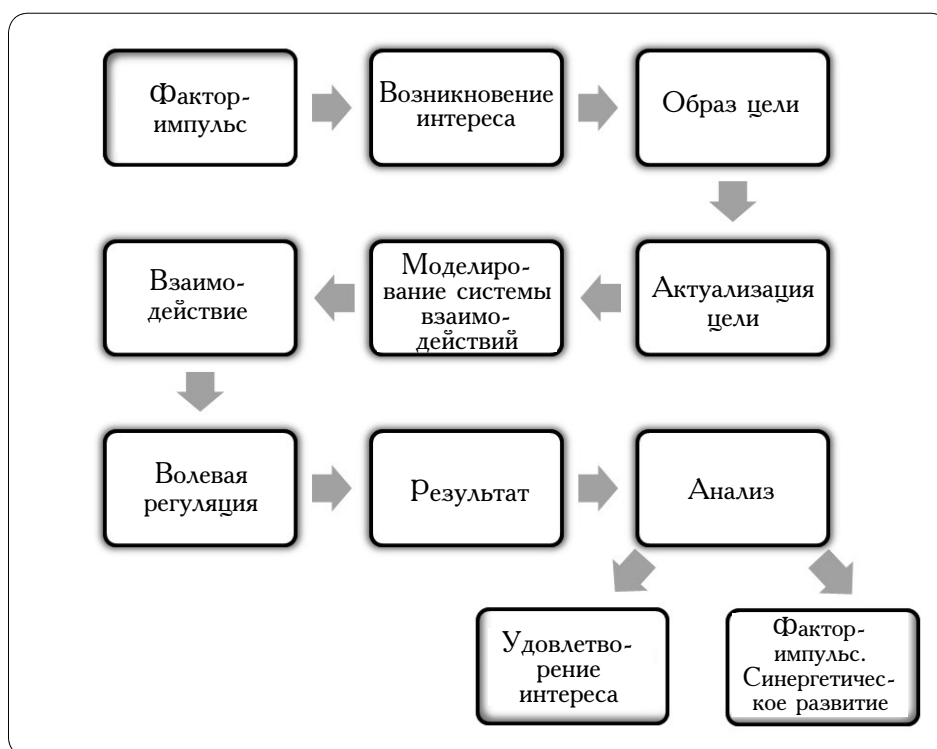 Фактор-
импульс
Возникновение
интереса
Образ цели
Актуализация
цели
Моделиро-
вание системы
взаимо-
действий
Взаимо-
действие
Волевая
регуляция
Результат
Анализ
Удовлетво-
рение
интереса
Фактор-
импульс.
Синергетичес-
кое развитие